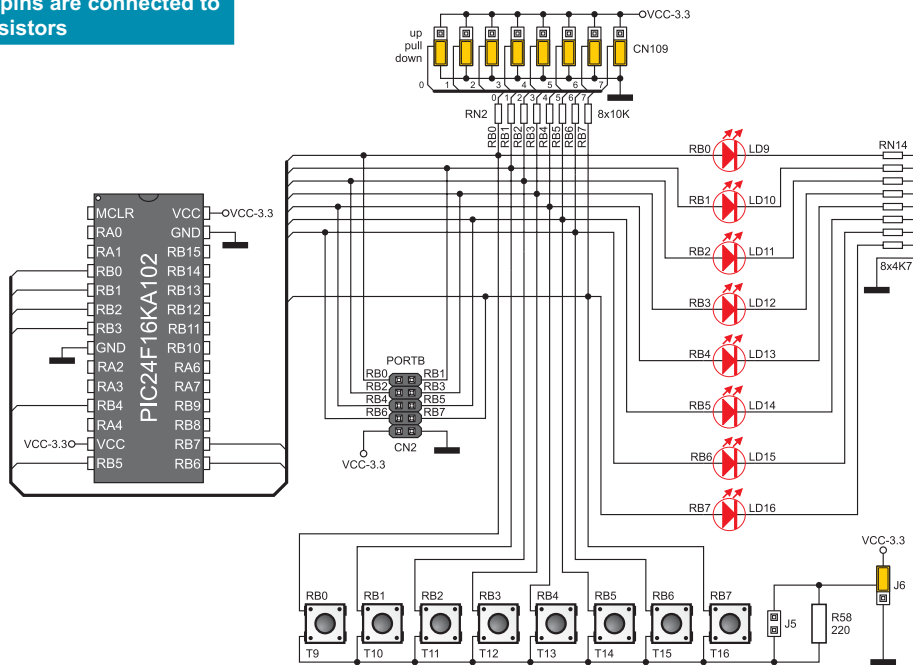 pins are connected to
sistors
VCC-3.3
up
pull
down
CN109
0 1 2 3 4 5 6 7
0 1 2 3 4 5 6 7
RN2
8x10K
RB0 RB1 RB2 RB3 RB4 RB5 RB6 RB7
RB0 LD9
RN14
RB1 LD10
RB2 LD11
8x4K7
RB3 LD12
RB4 LD13
RB5 LD14
RB6 LD15
RB7 LD16
PIC24F16KA102
MCLR VCC VCC-3.3
RA0 GND
RA1 RB15
RB0 RB14
RB1 RB13
RB2 RB12
RB3 RB11
GND RB10
RA2 RA6
RA3 RA7
RB4 RB9
RA4 RB8
VCC-3.3 VCC RB7
RB5 RB6
PORTB
RB0 RB1
RB2 RB3
RB4 RB5
RB6 RB7
CN2
VCC-3.3
VCC-3.3
J6
RB0 RB1 RB2 RB3 RB4 RB5 RB6 RB7
J5
R58
220
T9 T10 T11 T12 T13 T14 T15 T16